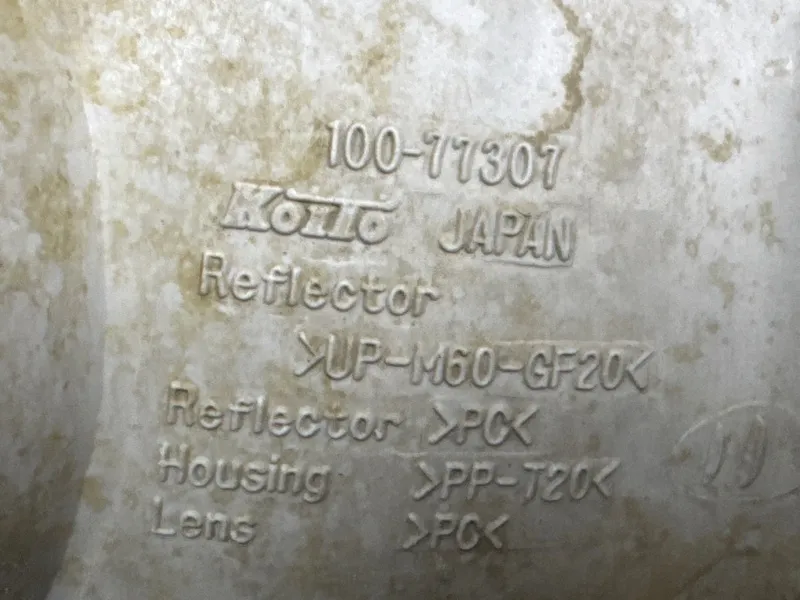 100-77307
KOITO JAPAN
Reflector
>UP-M60-GF20<
Reflector >PC<
Housing >PP-T20<
Lens >PC<